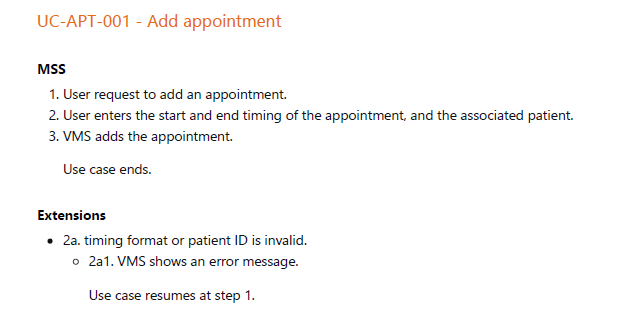 UC-APT-001 - Add appointment
MSS
1. User request to add an appointment.
2. User enters the start and end timing of the appointment, and the associated patient.
3. VMS adds the appointment.
Use case ends.
Extensions
• 2a. timing format or patient ID is invalid.
◦ 2a1. VMS shows an error message.
Use case resumes at step 1.